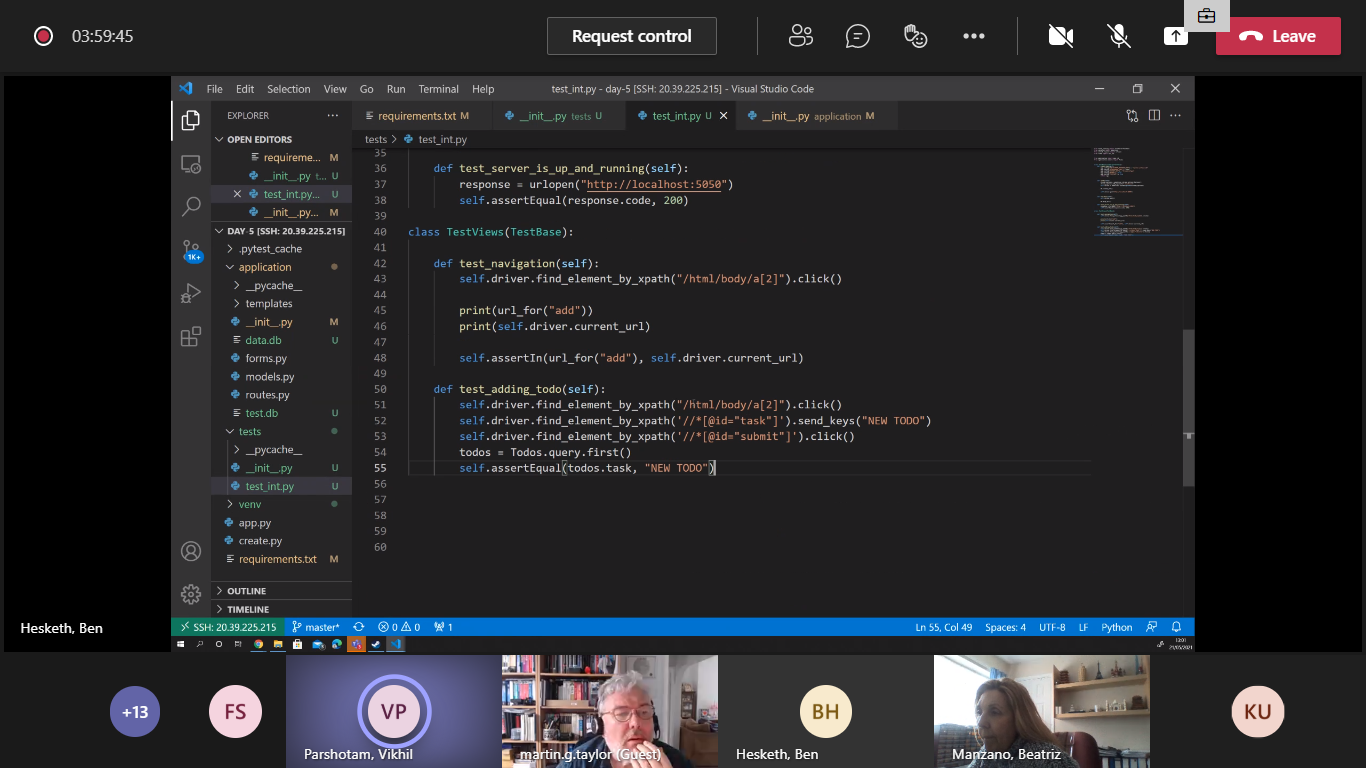 03:59:45
Request control
Leave
File Edit Selection View Go Run Terminal Help
test_int.py - day-5 [SSH: 20.39.225.215] - Visual Studio Code
EXPLORER
requirements.txt M
__init__.py tests U
test_int.py U
__init__.py application M
OPEN EDITORS
requireme... M
__init__.py t... U
test_int.py... U
__init__.py... M
DAY-5 [SSH: 20.39.225.215]
.pytest_cache
application
__pycache__
templates
__init__.py M
data.db U
forms.py
models.py
routes.py
test.db U
tests
__pycache__
__init__.py U
test_int.py U
venv
app.py
create.py
requirements.txt M
OUTLINE
TIMELINE
1K+
tests > test_int.py
35
36 def test_server_is_up_and_running(self):
37 response = urlopen("http://localhost:5050")
38 self.assertEqual(response.code, 200)
39
40 class TestViews(TestBase):
41
42 def test_navigation(self):
43 self.driver.find_element_by_xpath("/html/body/a[2]").click()
44
45 print(url_for("add"))
46 print(self.driver.current_url)
47
48 self.assertIn(url_for("add"), self.driver.current_url)
49
50 def test_adding_todo(self):
51 self.driver.find_element_by_xpath("/html/body/a[2]").click()
52 self.driver.find_element_by_xpath('//*[@id="task"]').send_keys("NEW TODO")
53 self.driver.find_element_by_xpath('//*[@id="submit"]').click()
54 todos = Todos.query.first()
55 self.assertEqual(todos.task, "NEW TODO")
56
57
58
59
60
SSH: 20.39.225.215 master* 0 0 1
Ln 55, Col 49 Spaces: 4 UTF-8 LF Python
13:01
21/05/2021
Hesketh, Ben
+13
FS
VP
Parshotam, Vikhil
martin.g.taylor (Guest)
BH
Hesketh, Ben
Manzano, Beatriz
KU